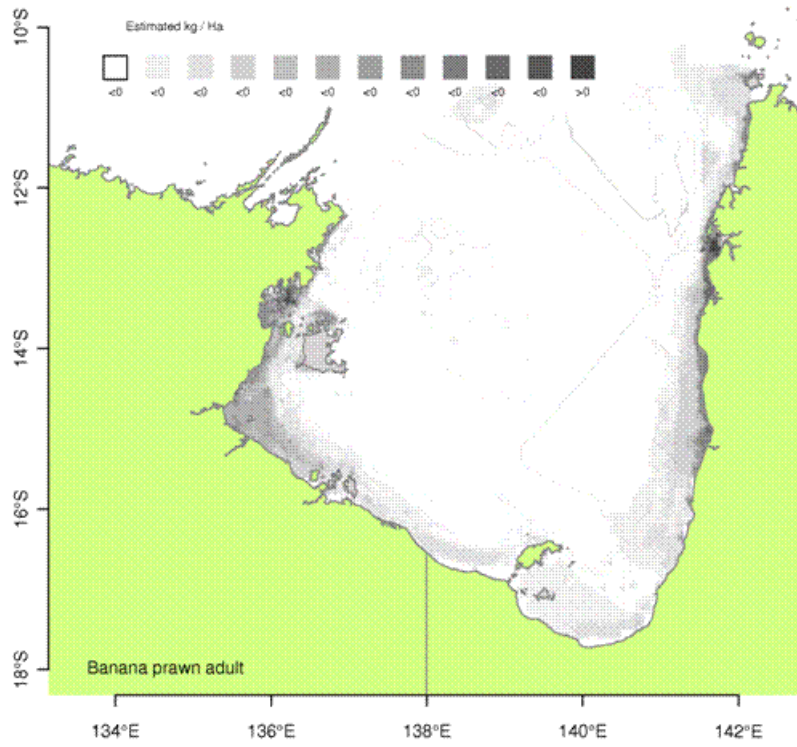 Estimated kg / Ha
<0 <0 <0 <0 <0 <0 <0 <0 <0 <0 <0 >0
10°S
12°S
14°S
16°S
18°S
Banana prawn adult
134°E 136°E 138°E 140°E 142°E